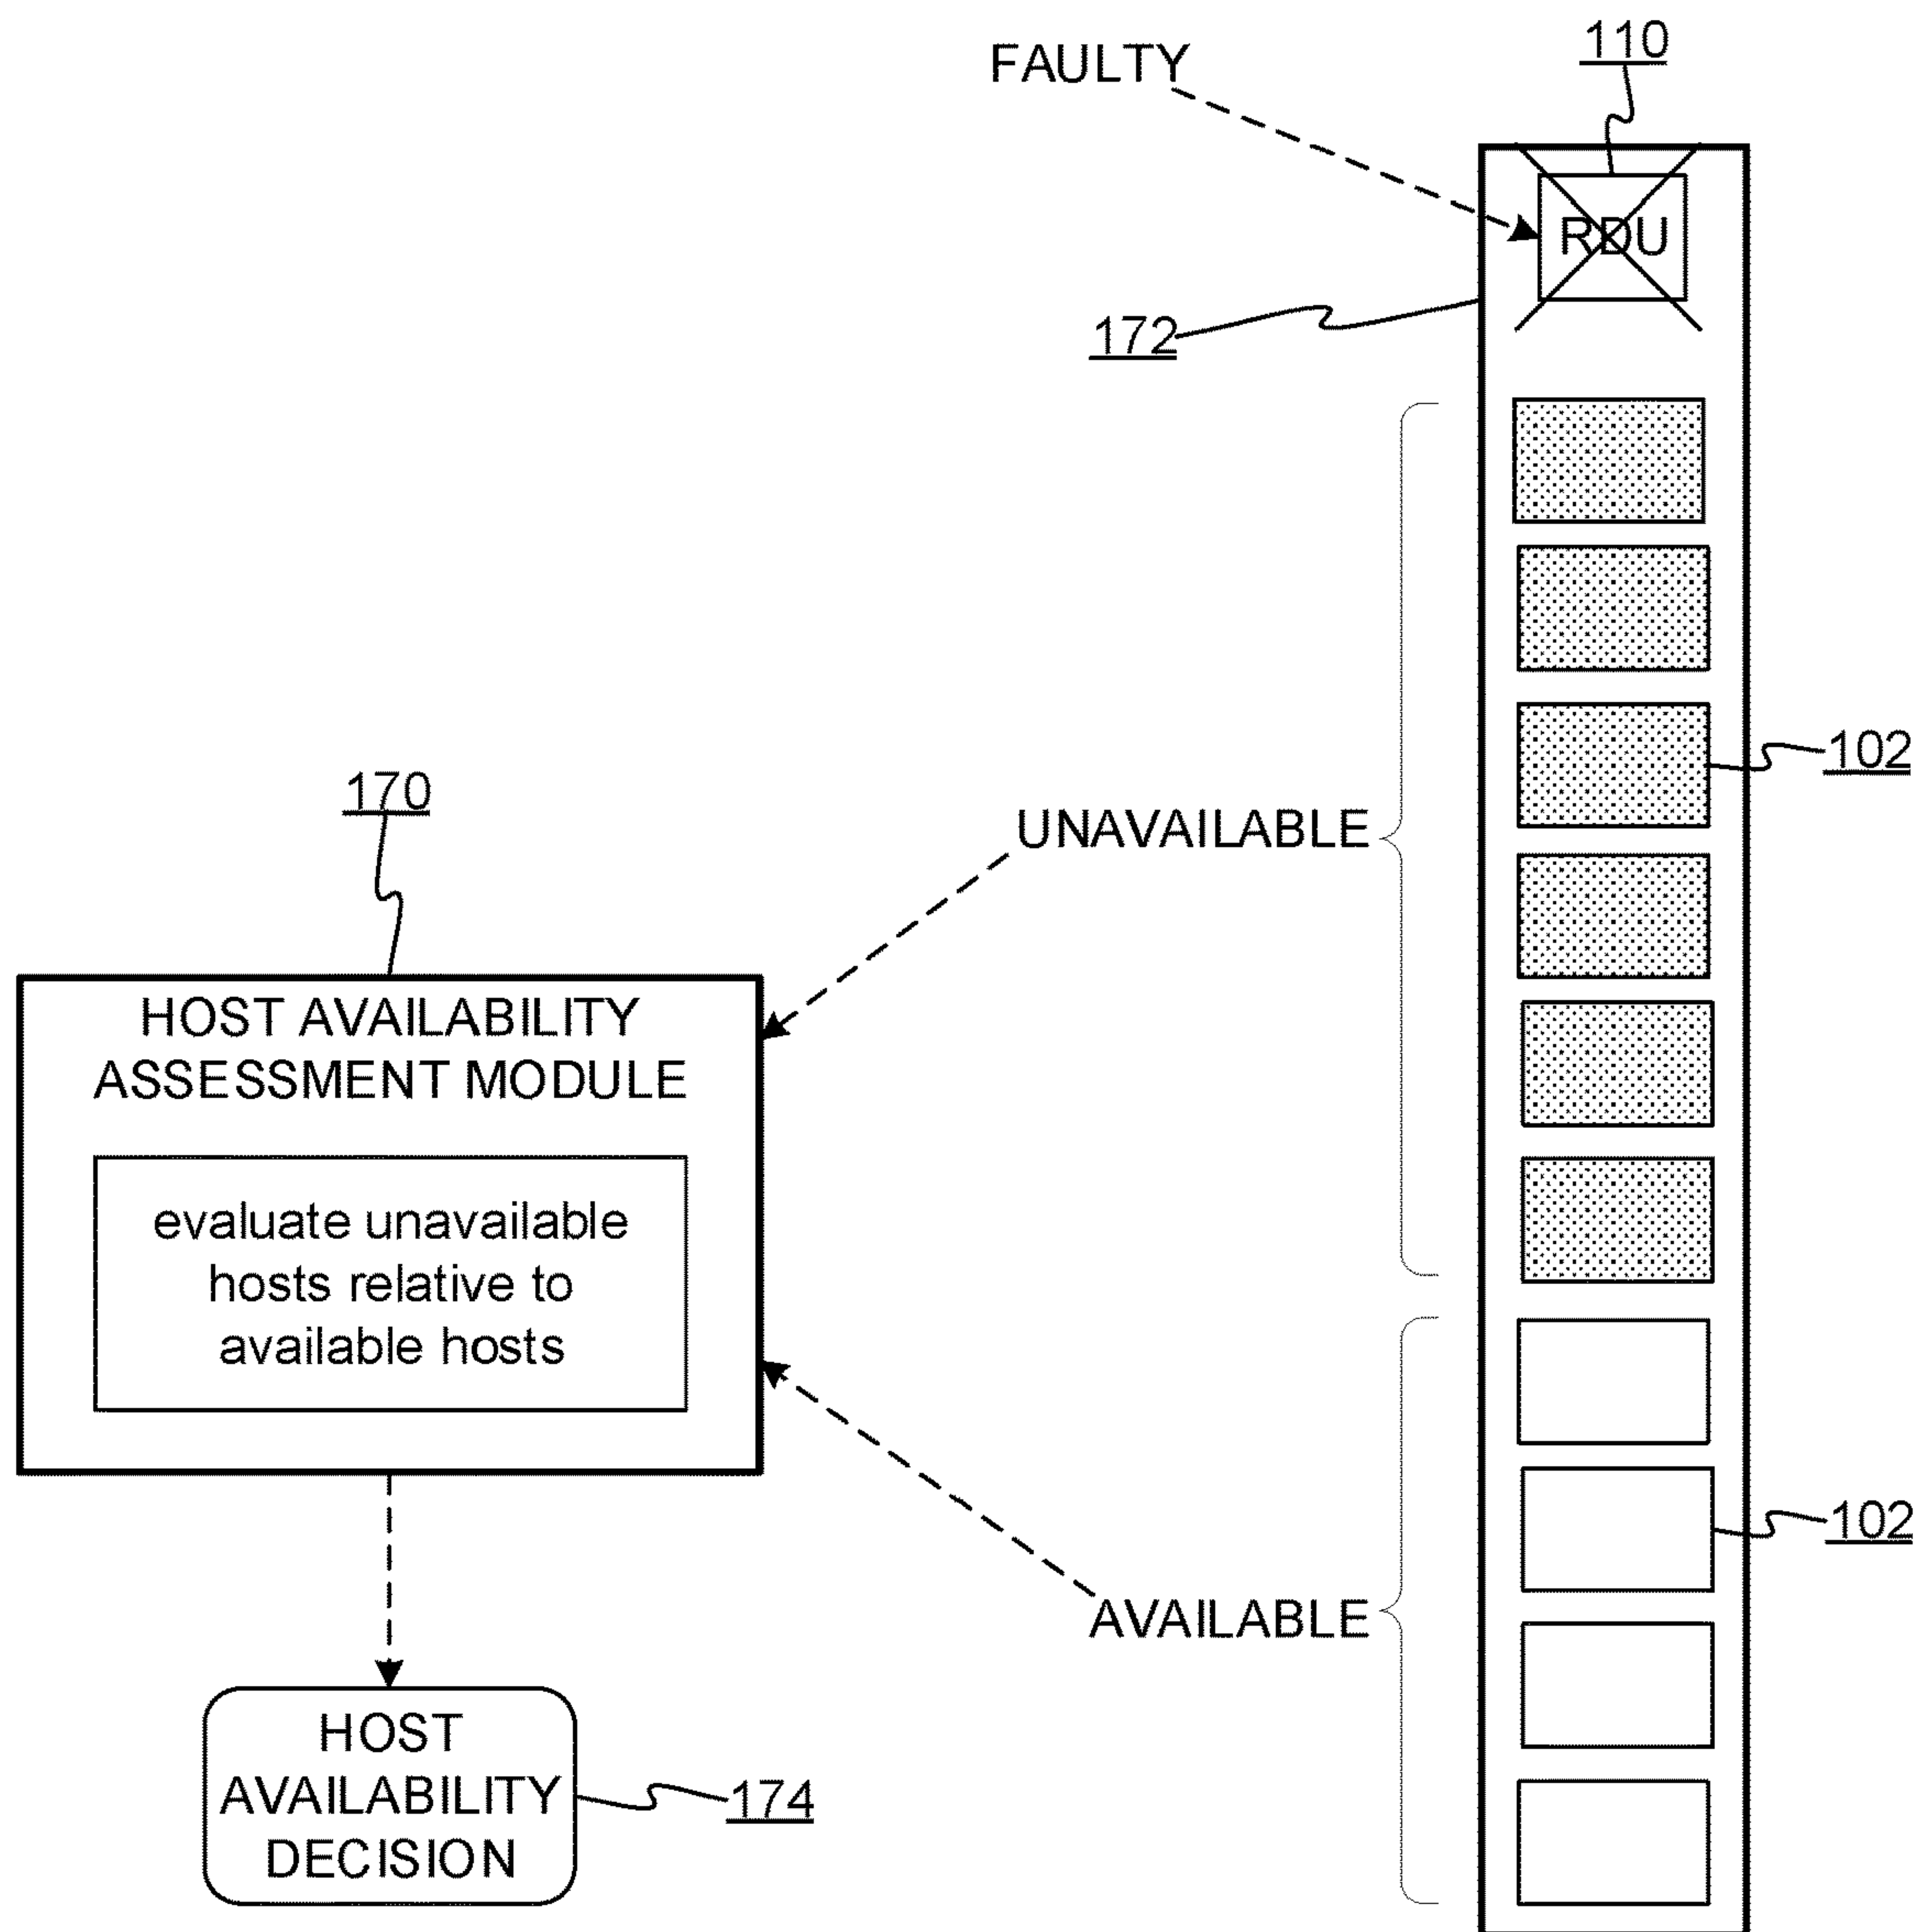 110
FAULTY
RDU
172
102
170
UNAVAILABLE
HOST AVAILABILITY
ASSESSMENT MODULE
evaluate unavailable
hosts relative to
available hosts
102
AVAILABLE
HOST
AVAILABILITY
DECISION
174